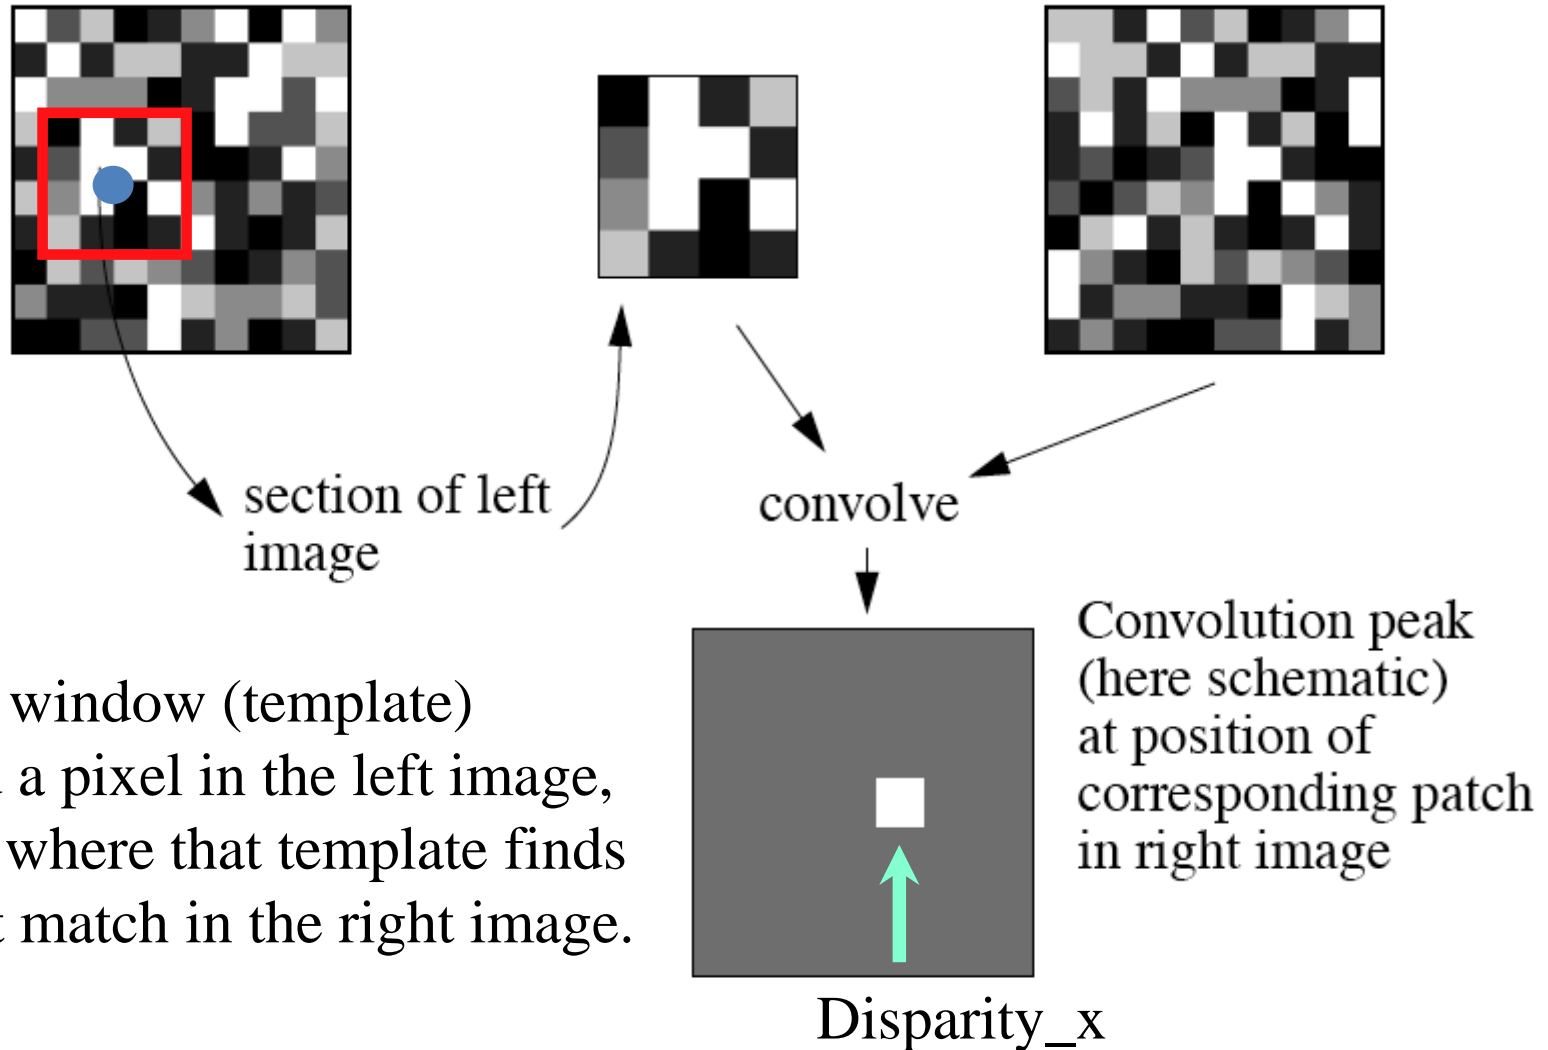 section of left
image
convolve
Convolution peak
(here schematic)
at position of
corresponding patch
in right image
window (template)
a pixel in the left image,
where that template finds
match in the right image.
Disparity_x